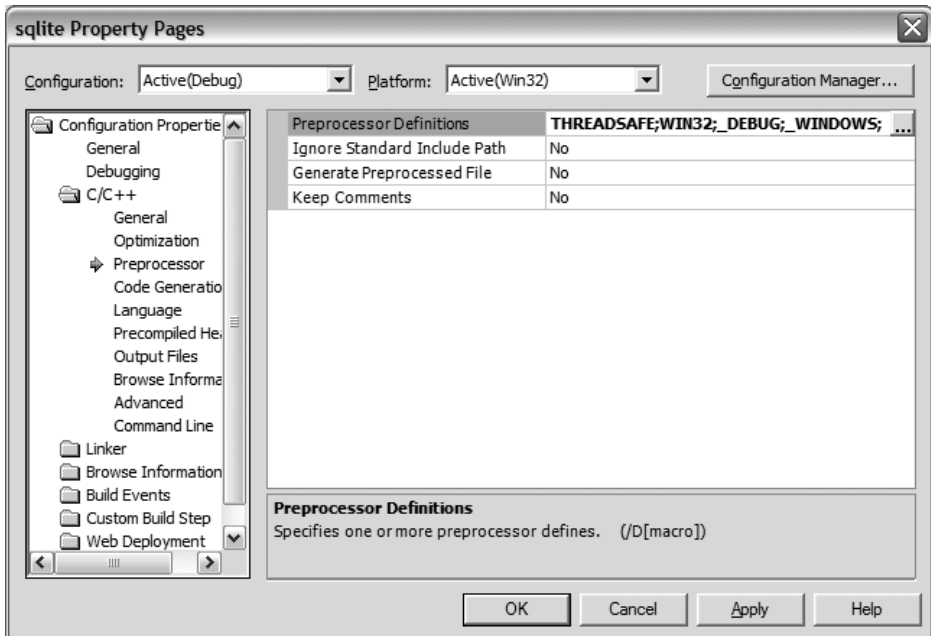 sqlite Property Pages
Configuration: Active(Debug) Platform: Active(Win32) Configuration Manager...
Configuration Propertie
General
Debugging
C/C++
General
Optimization
Preprocessor
Code Generatio
Language
Precompiled Hea
Output Files
Browse Informa
Advanced
Command Line
Linker
Browse Information
Build Events
Custom Build Step
Web Deployment
Preprocessor Definitions THREADSAFE;WIN32;_DEBUG;_WINDOWS; ...
Ignore Standard Include Path No
Generate Preprocessed File No
Keep Comments No
Preprocessor Definitions
Specifies one or more preprocessor defines. (/D[macro])
OK Cancel Apply Help